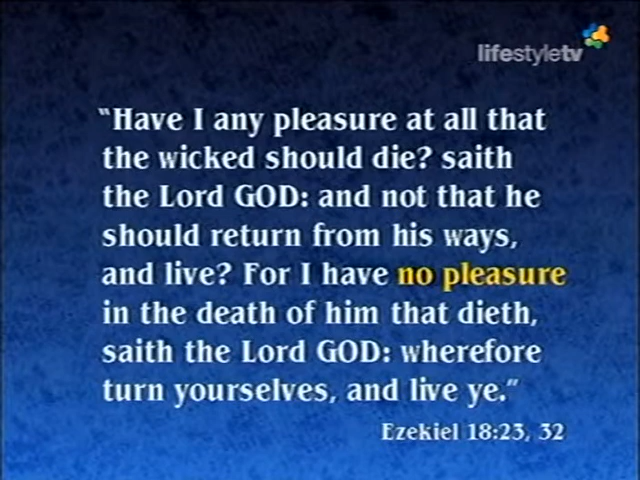 lifestyletv
“Have I any pleasure at all that
the wicked should die? saith
the Lord GOD: and not that he
should return from his ways,
and live? For I have no pleasure
in the death of him that dieth,
saith the Lord GOD: wherefore
turn yourselves, and live ye.”
Ezekiel 18:23, 32